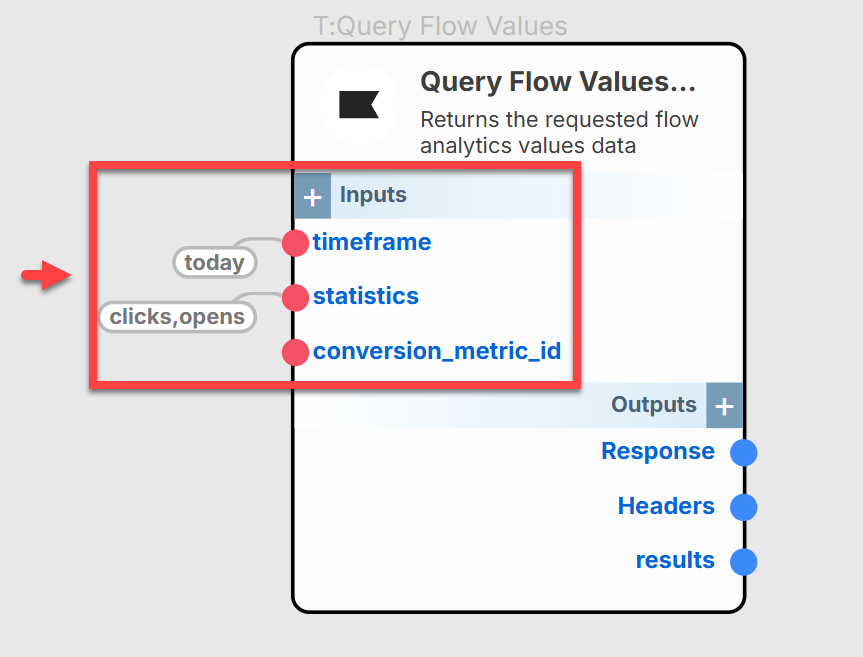 T:Query Flow Values
Query Flow Values...
Returns the requested flow
analytics values data
+ Inputs
timeframe
today
statistics
clicks,opens
conversion_metric_id
Outputs +
Response
Headers
results